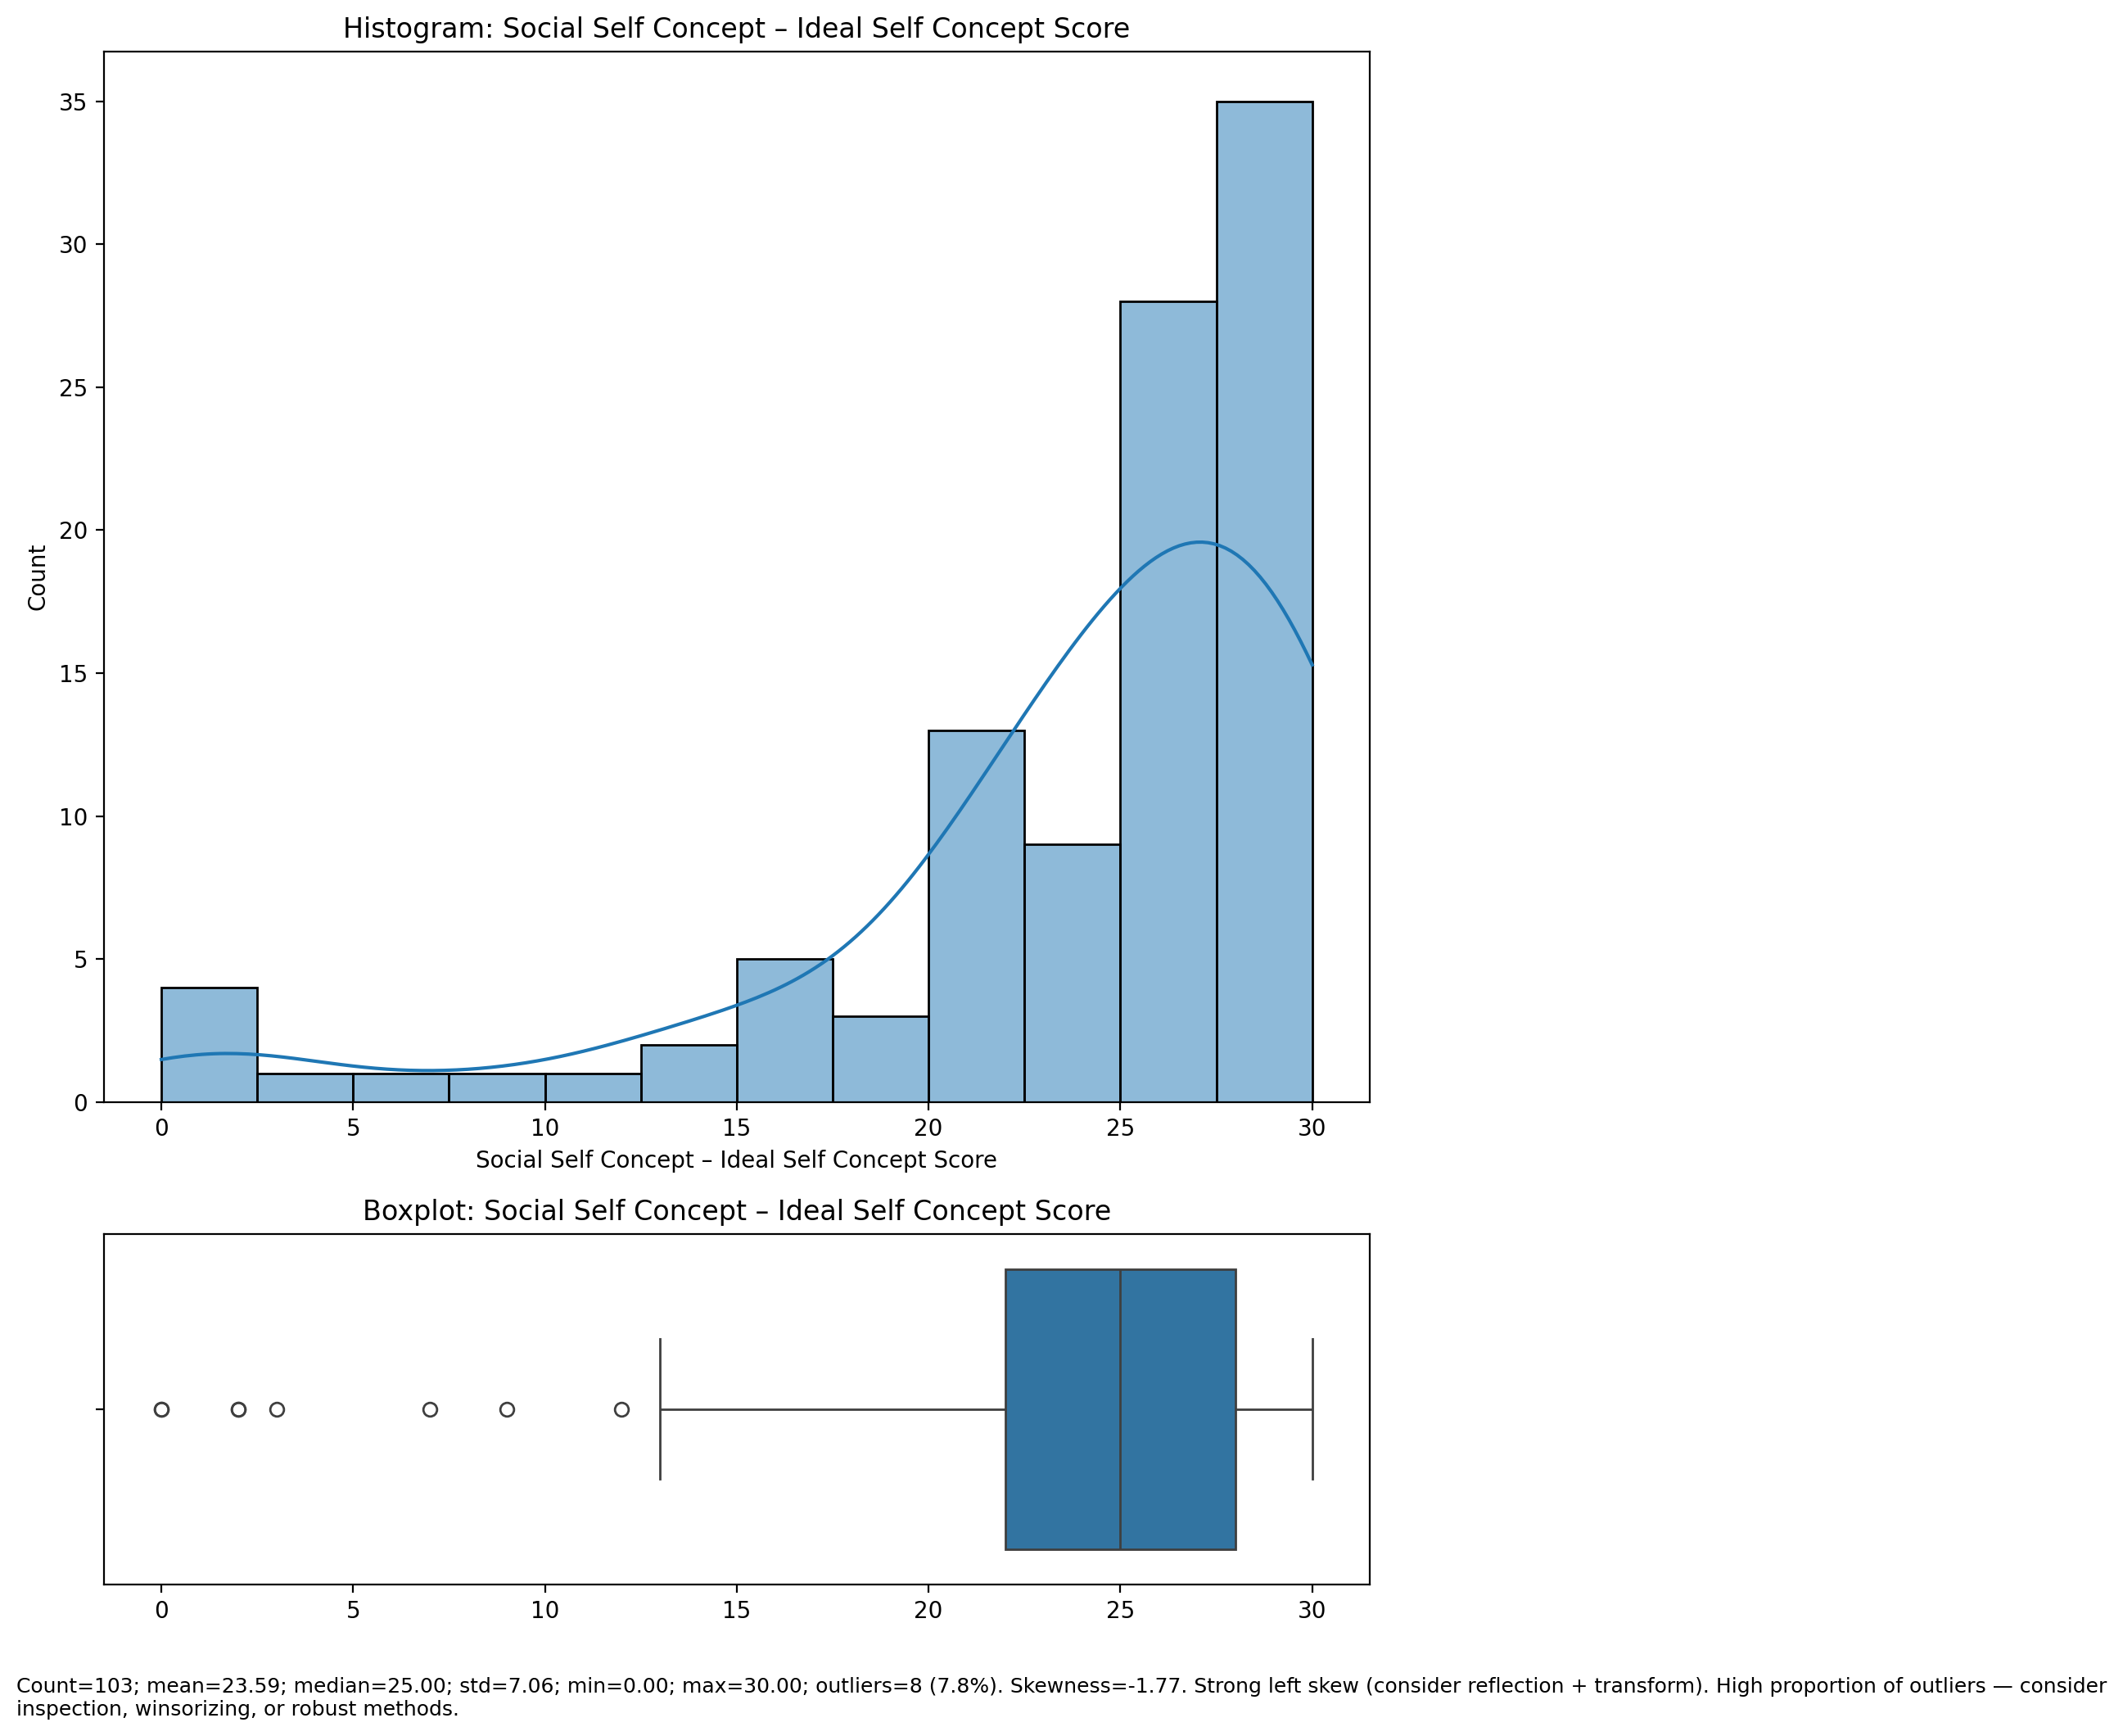 Histogram: Social Self Concept – Ideal Self Concept Score
35
30
25
20
15
10
5
0
Count
0 5 10 15 20 25 30
Social Self Concept – Ideal Self Concept Score
Boxplot: Social Self Concept – Ideal Self Concept Score
0 5 10 15 20 25 30
Count=103; mean=23.59; median=25.00; std=7.06; min=0.00; max=30.00; outliers=8 (7.8%). Skewness=-1.77. Strong left skew (consider reflection + transform). High proportion of outliers — consider
inspection, winsorizing, or robust methods.